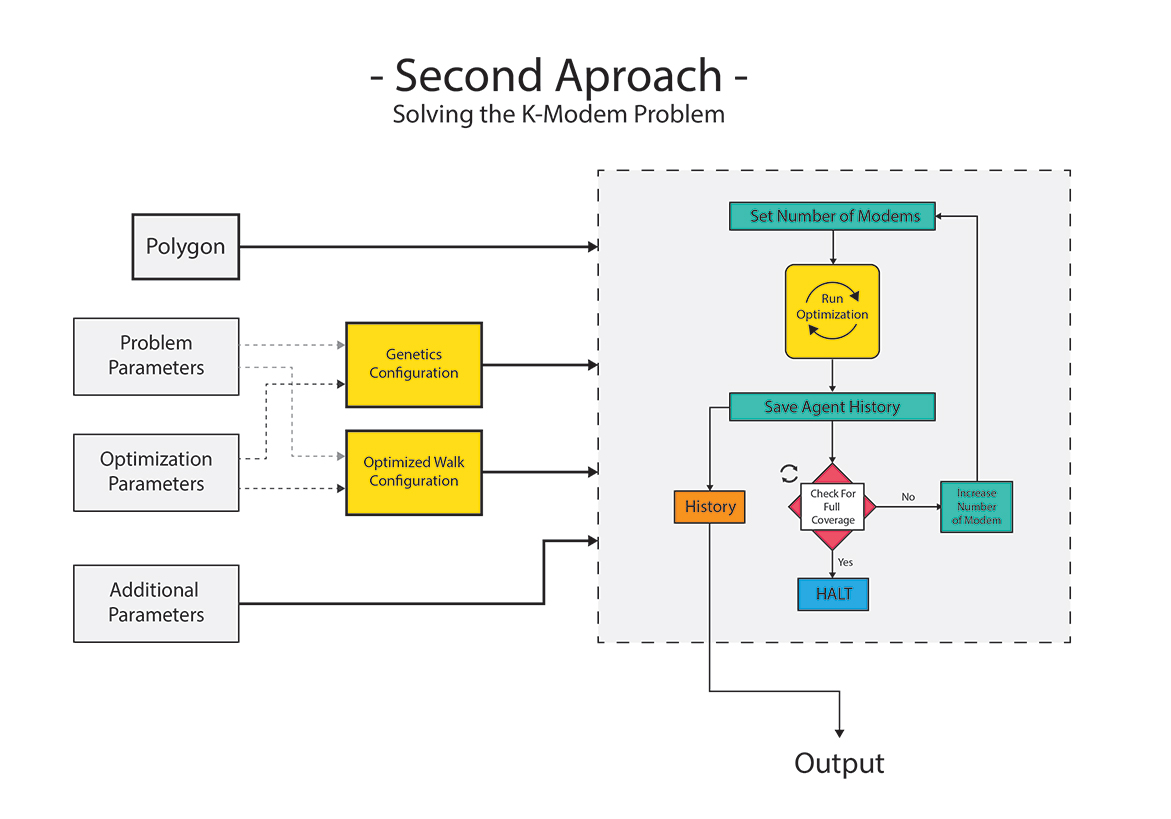 - Second Aproach -
Solving the K-Modem Problem
Polygon
Problem
Parameters
Optimization
Parameters
Additional
Parameters
Genetics
Configuration
Optimized Walk
Configuration
Set Number of Modems
Run
Optimization
Save Agent History
History
Check For
Full
Coverage
No
Increase
Number
of Modem
Yes
HALT
Output